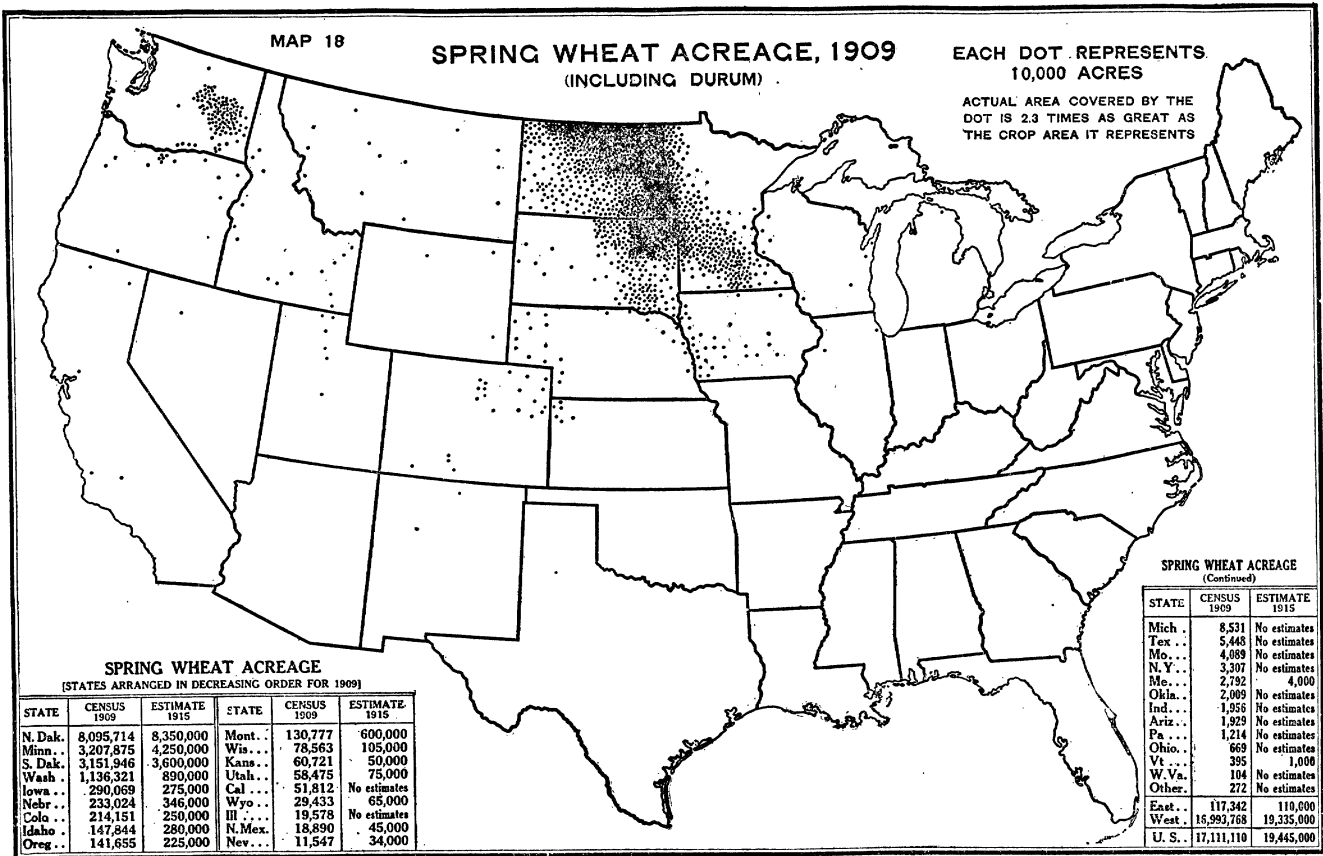 MAP 18
SPRING WHEAT ACREAGE, 1909
(INCLUDING DURUM)
EACH DOT REPRESENTS
10,000 ACRES
ACTUAL AREA COVERED BY THE
DOT IS 2.3 TIMES AS GREAT AS
THE CROP AREA IT REPRESENTS
SPRING WHEAT ACREAGE
[STATES ARRANGED IN DECREASING ORDER FOR 1909]
STATE CENSUS 1909 ESTIMATE 1915 STATE CENSUS 1909 ESTIMATE 1915
N. Dak. 8,095,714 8,350,000 Mont.. 130,777 600,000
Minn.. 3,207,875 4,250,000 Wis... 78,563 105,000
S. Dak. 3,151,946 3,600,000 Kans.. 60,721 50,000
Wash. 1,136,321 890,000 Utah.. 58,475 75,000
Iowa.. 290,069 275,000 Cal... 51,812 No estimates
Nebr.. 233,024 346,000 Wyo.. 29,433 65,000
Colo.. 214,151 250,000 Ill.... 19,578 No estimates
Idaho. 147,844 280,000 N. Mex. 18,890 45,000
Oreg.. 141,655 225,000 Nev... 11,547 34,000
SPRING WHEAT ACREAGE
(Continued)
STATE CENSUS 1909 ESTIMATE 1915
Mich. 8,531 No estimates
Tex.. 5,448 No estimates
Mo... 4,089 No estimates
N. Y.. 3,307 No estimates
Me... 2,792 4,000
Okla.. 2,009 No estimates
Ind... 1,956 No estimates
Ariz.. 1,929 No estimates
Pa... 1,214 No estimates
Ohio.. 669 No estimates
Vt... 395 1,000
W. Va. 104 No estimates
Other. 272 No estimates
East.. 117,342 110,000
West. 16,993,768 19,335,000
U. S.. 17,111,110 19,445,000